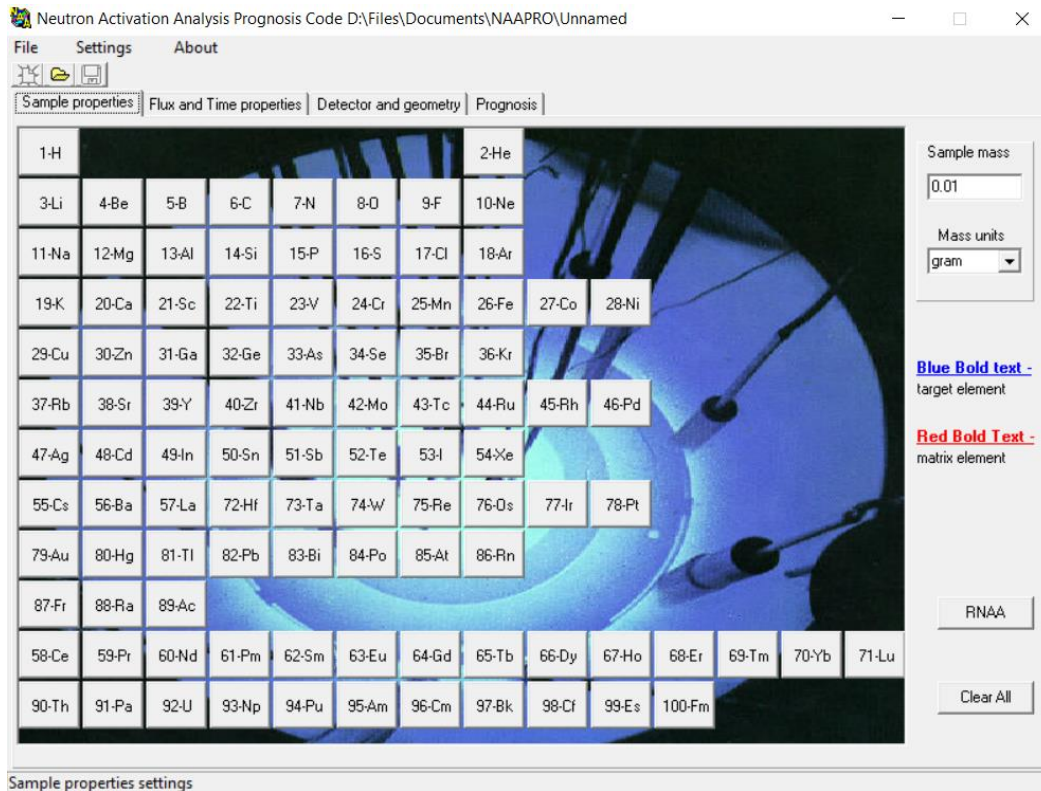 Neutron Activation Analysis Prognosis Code D:\Files\Documents\NAAPRO\Unnamed
File Settings About
Sample properties Flux and Time properties Detector and geometry Prognosis
1-H 2-He
3-Li 4-Be 5-B 6-C 7-N 8-O 9-F 10-Ne
11-Na 12-Mg 13-Al 14-Si 15-P 16-S 17-Cl 18-Ar
19-K 20-Ca 21-Sc 22-Ti 23-V 24-Cr 25-Mn 26-Fe 27-Co 28-Ni
29-Cu 30-Zn 31-Ga 32-Ge 33-As 34-Se 35-Br 36-Kr
37-Rb 38-Sr 39-Y 40-Zr 41-Nb 42-Mo 43-Tc 44-Ru 45-Rh 46-Pd
47-Ag 48-Cd 49-In 50-Sn 51-Sb 52-Te 53-I 54-Xe
55-Cs 56-Ba 57-La 72-Hf 73-Ta 74-W 75-Re 76-Os 77-Ir 78-Pt
79-Au 80-Hg 81-Tl 82-Pb 83-Bi 84-Po 85-At 86-Rn
87-Fr 88-Ra 89-Ac
58-Ce 59-Pr 60-Nd 61-Pm 62-Sm 63-Eu 64-Gd 65-Tb 66-Dy 67-Ho 68-Er 69-Tm 70-Yb 71-Lu
90-Th 91-Pa 92-U 93-Np 94-Pu 95-Am 96-Cm 97-Bk 98-Cf 99-Es 100-Fm
Sample mass
0.01
Mass units
gram
Blue Bold text -
target element
Red Bold Text -
matrix element
RNAA
Clear All
Sample properties settings